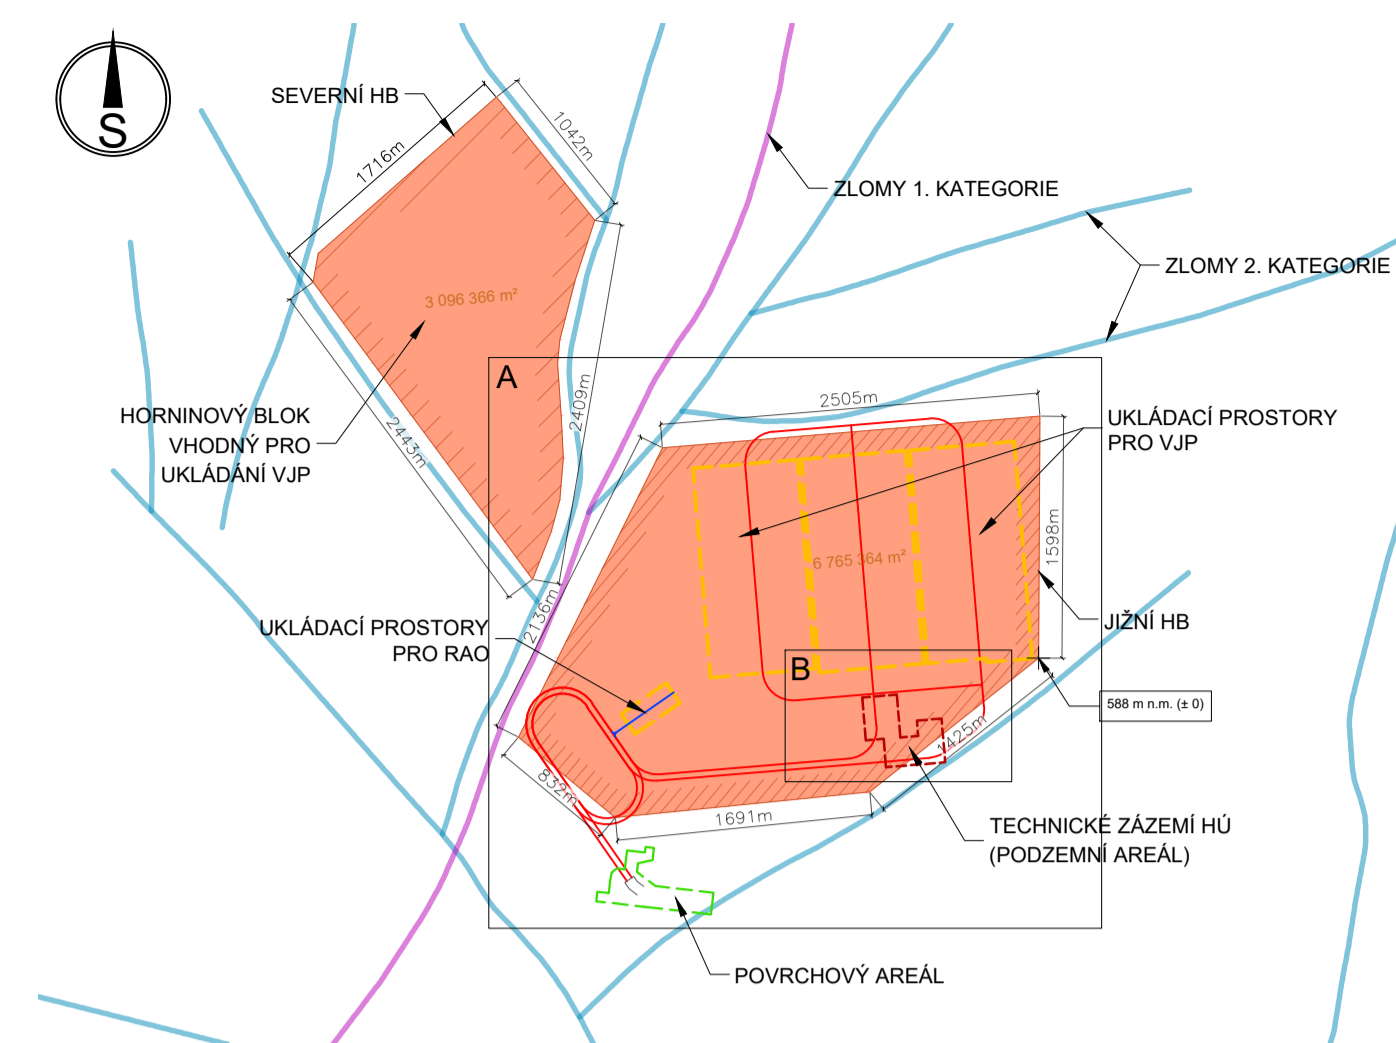 S
SEVERNÍ HB
1716m
1042m
ZLOMY 1. KATEGORIE
ZLOMY 2. KATEGORIE
3 096 366 m²
HORNINOVÝ BLOK
VHODNÝ PRO
UKLÁDÁNÍ VJP
2443m
2409m
A
2505m
UKLÁDACÍ PROSTORY
PRO VJP
6 765 364 m²
1598m
2136m
UKLÁDACÍ PROSTORY
PRO RAO
JIŽNÍ HB
B
588 m n.m. (± 0)
1425m
832m
1691m
TECHNICKÉ ZÁZEMÍ HÚ
(PODZEMNÍ AREÁL)
POVRCHOVÝ AREÁL